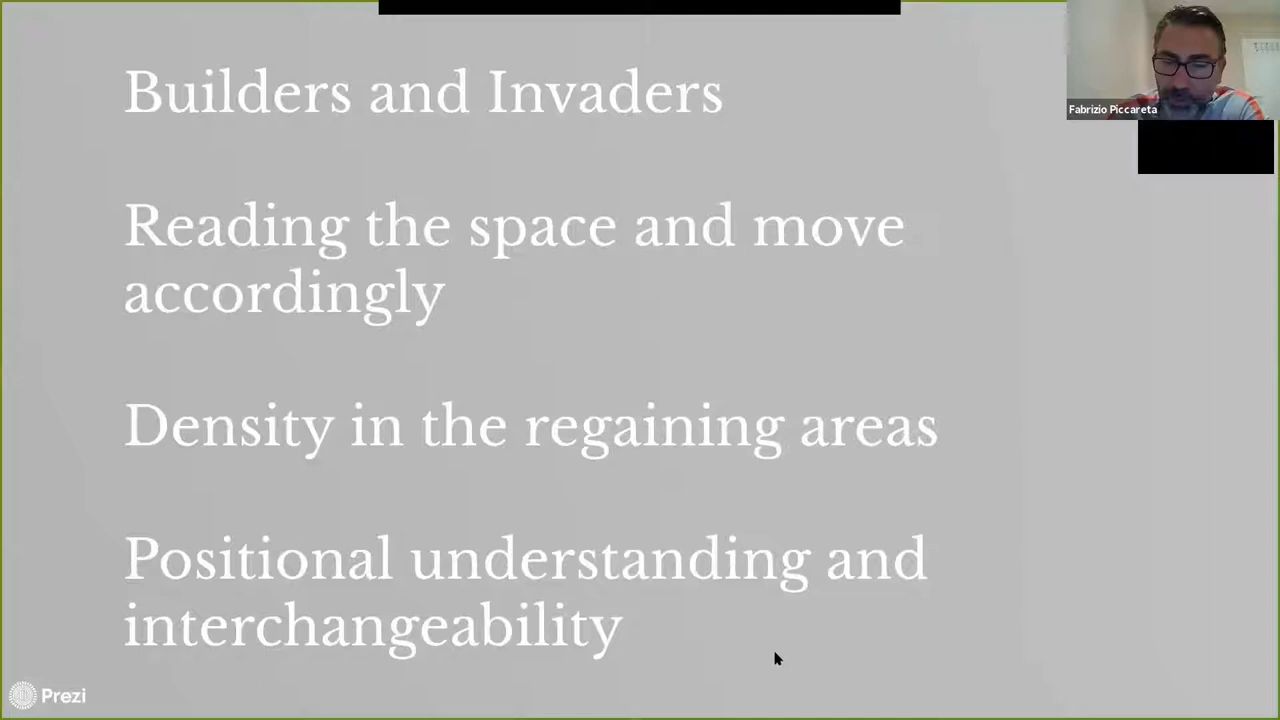 Builders and Invaders
Fabrizio Piccareta
Reading the space and move
accordingly
Density in the regaining areas
Positional understanding and
interchangeability
Prezi